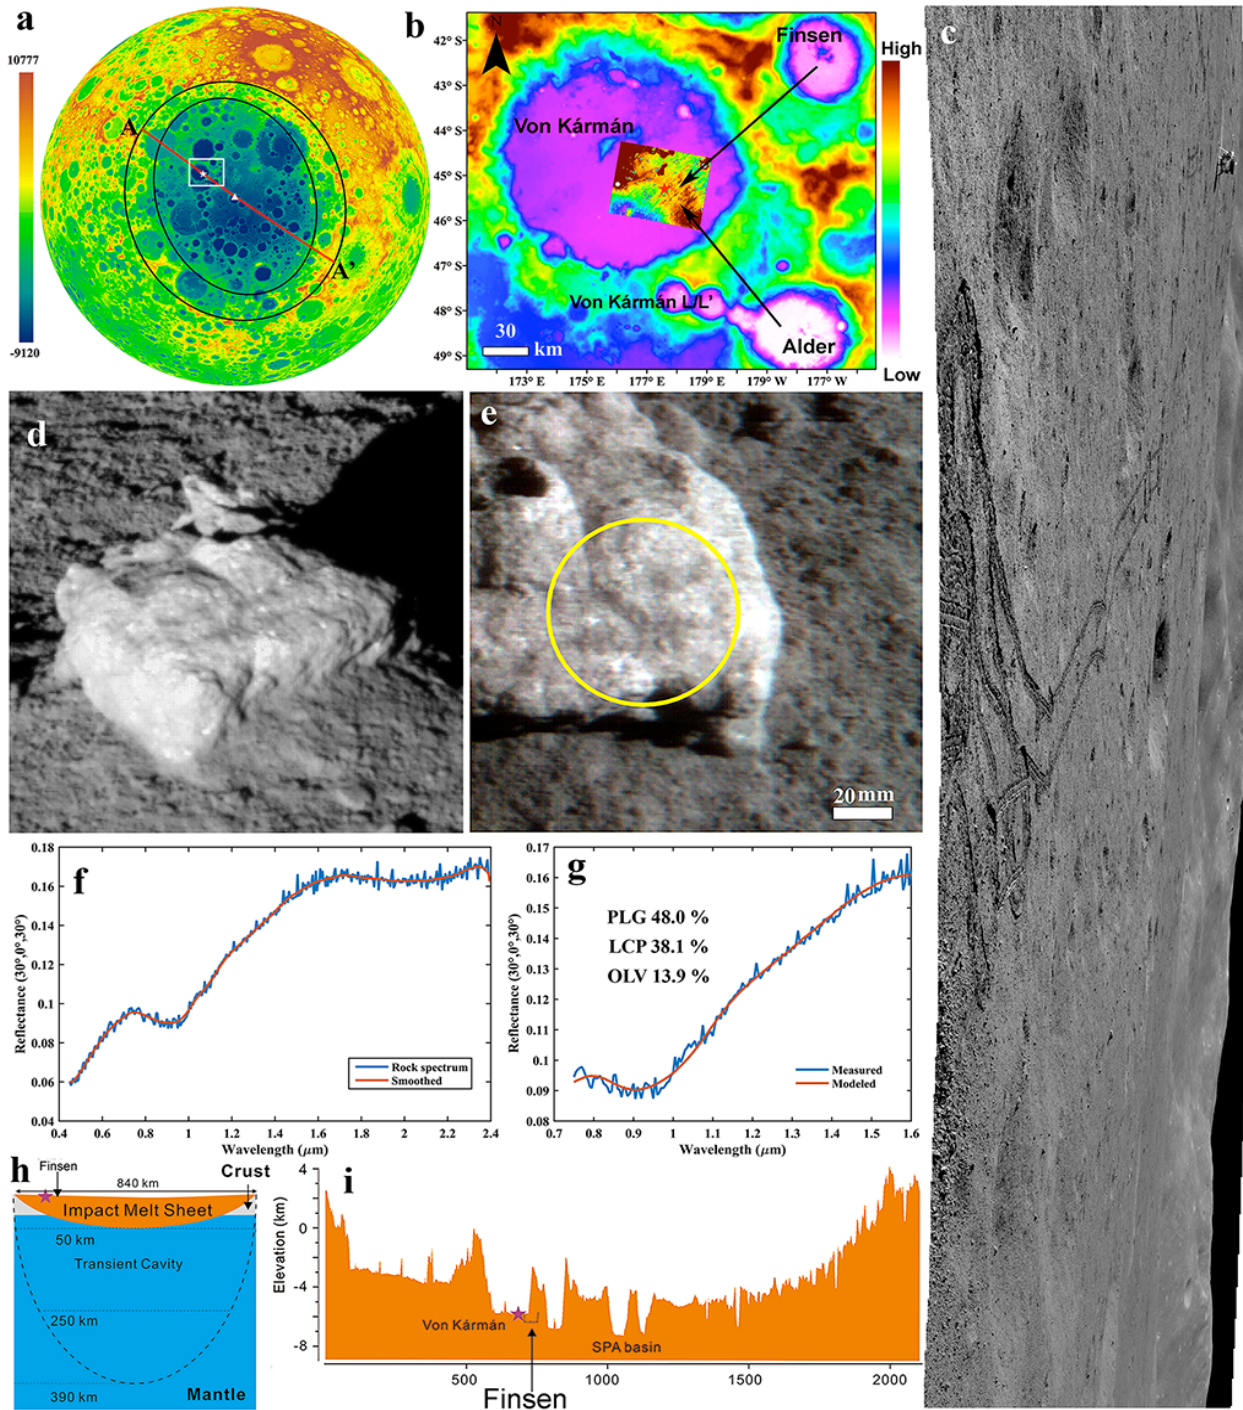 a
10777
-9120
A
A'
b
N
42° S
43° S
44° S
45° S
46° S
47° S
48° S
49° S
Finsen
Von Kármán
Von Kármán L/L'
Alder
30
km
173° E
175° E
177° E
179° E
179° W
177° W
High
Low
c
d
e
20mm
f
0.18
0.16
0.14
0.12
0.1
0.08
0.06
0.04
Reflectance (30°,0°,30°)
0.4
0.6
0.8
1
1.2
1.4
1.6
1.8
2
2.2
2.4
Wavelength (μm)
Rock spectrum
Smoothed
g
0.17
0.16
0.15
0.14
0.13
0.12
0.11
0.1
0.09
0.08
Reflectance (30°,0°,30°)
PLG 48.0 %
LCP 38.1 %
OLV 13.9 %
Measured
Modeled
0.7
0.8
0.9
1
1.1
1.2
1.3
1.4
1.5
1.6
Wavelength (μm)
h
Finsen
Crust
840 km
Impact Melt Sheet
50 km
Transient Cavity
250 km
390 km
Mantle
i
Elevation (km)
4
0
-4
-8
Von Kármán
SPA basin
500
1000
1500
2000
Finsen